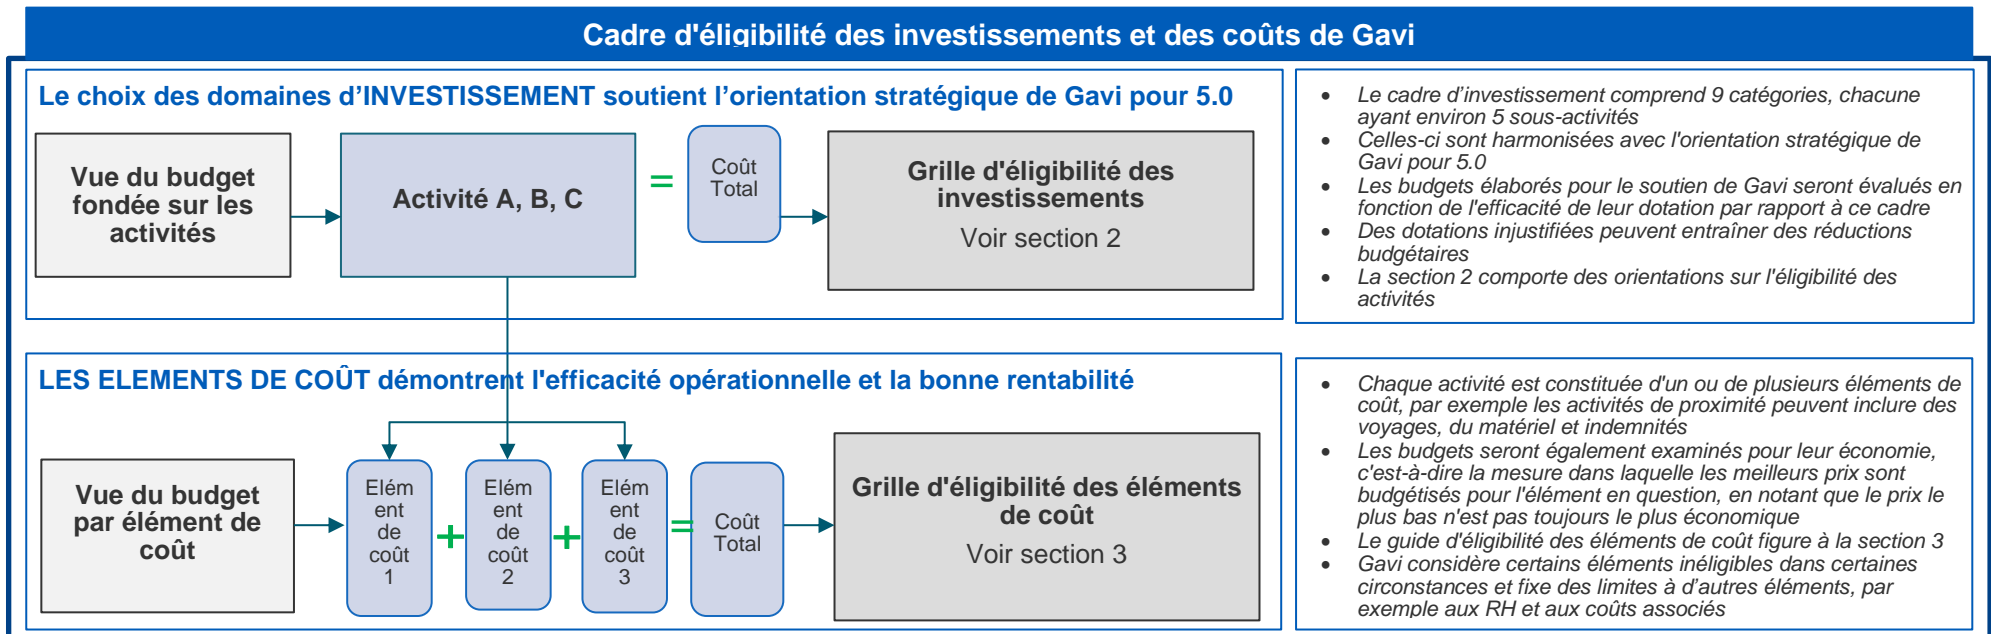 Cadre d'éligibilité des investissements et des coûts de Gavi
Le choix des domaines d’INVESTISSEMENT soutient l’orientation stratégique de Gavi pour 5.0
Vue du budget
fondée sur les
activités
Activité A, B, C
=
Coût
Total
Grille d'éligibilité des
investissements
Voir section 2
• Le cadre d’investissement comprend 9 catégories, chacune
ayant environ 5 sous-activités
• Celles-ci sont harmonisées avec l'orientation stratégique de
Gavi pour 5.0
• Les budgets élaborés pour le soutien de Gavi seront évalués en
fonction de l'efficacité de leur dotation par rapport à ce cadre
• Des dotations injustifiées peuvent entraîner des réductions
budgétaires
• La section 2 comporte des orientations sur l'éligibilité des
activités
LES ELEMENTS DE COÛT démontrent l'efficacité opérationnelle et la bonne rentabilité
Vue du budget
par élément de
coût
Elém
ent
de
coût
1
+
Elém
ent
de
coût
2
+
Elém
ent
de
coût
3
=
Coût
Total
Grille d'éligibilité des éléments
de coût
Voir section 3
• Chaque activité est constituée d'un ou de plusieurs éléments de
coût, par exemple les activités de proximité peuvent inclure des
voyages, du matériel et indemnités
• Les budgets seront également examinés pour leur économie,
c'est-à-dire la mesure dans laquelle les meilleurs prix sont
budgétisés pour l'élément en question, en notant que le prix le
plus bas n'est pas toujours le plus économique
• Le guide d'éligibilité des éléments de coût figure à la section 3
• Gavi considère certains éléments inéligibles dans certaines
circonstances et fixe des limites à d’autres éléments, par
exemple aux RH et aux coûts associés